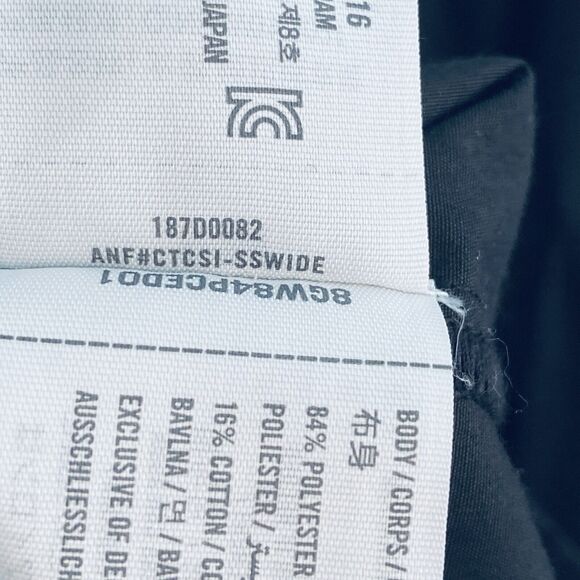 16
AM
제8호
JAPAN
187D0082
ANF#CTCSI-SSWIDE
8GW84PCED01
BODY / CORPS /
布身
84% POLYESTER
POLIESTER /
16% COTTON / CO
BAVLNA / 면 / BA
EXCLUSIVE OF DE
AUSSCHLIESSLICH